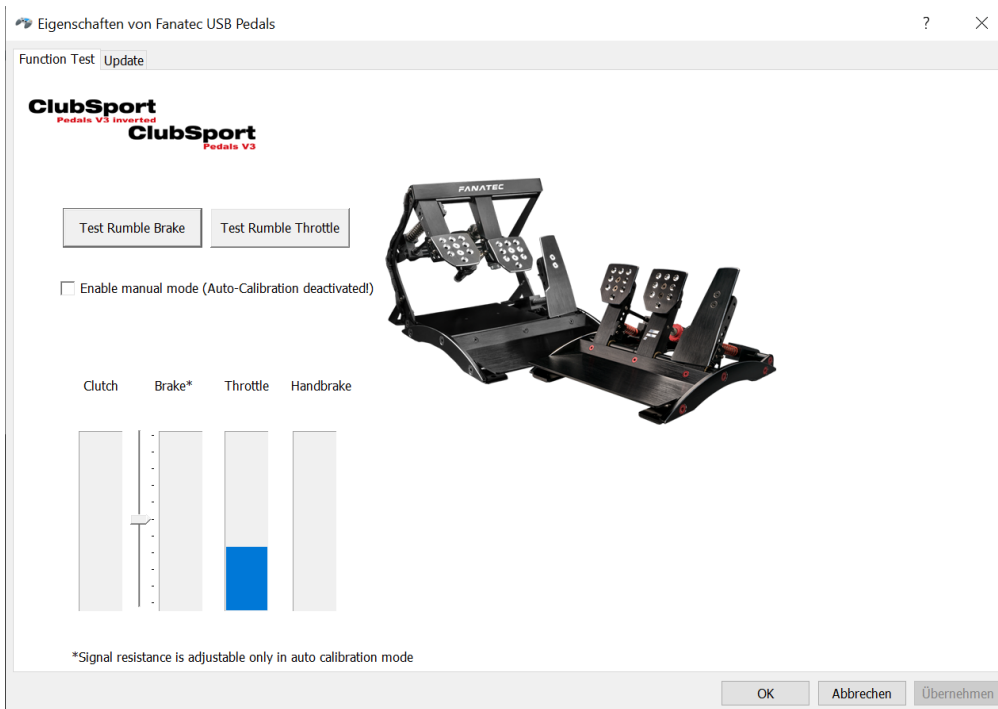 Eigenschaften von Fanatec USB Pedals
Function Test Update
ClubSport
Pedals V3 inverted
ClubSport
Pedals V3
FANATEC
Test Rumble Brake Test Rumble Throttle
Enable manual mode (Auto-Calibration deactivated!)
Clutch Brake* Throttle Handbrake
*Signal resistance is adjustable only in auto calibration mode
OK Abbrechen Übernehmen